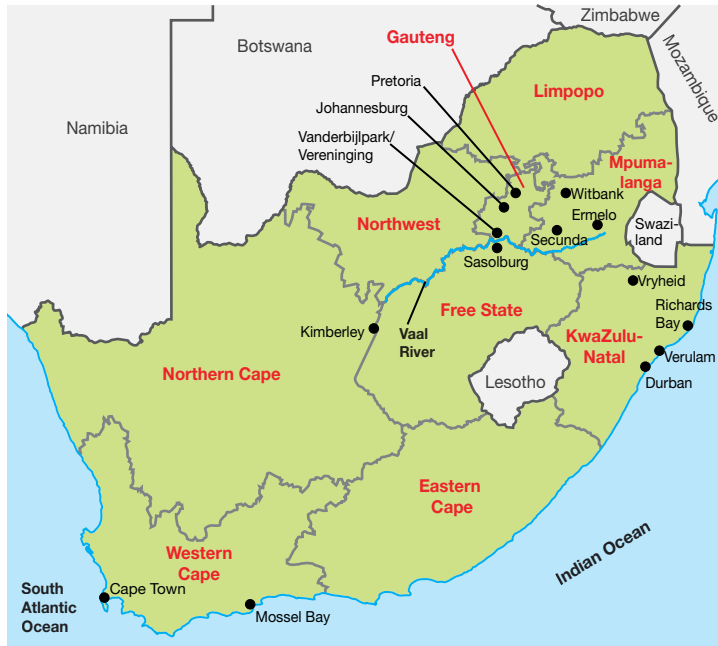 Zimbabwe
Botswana
Gauteng
Mozambique
Pretoria
Limpopo
Johannesburg
Namibia
Vanderbijlpark/
Vereninging
Mpuma-
langa
Witbank
Northwest
Ermelo
Secunda
Swazi-
land
Sasolburg
Vryheid
Free State
Richards
Bay
Kimberley
Vaal
River
KwaZulu-
Natal
Verulam
Northern Cape
Lesotho
Durban
Eastern
Cape
Indian Ocean
Western
Cape
South
Atlantic
Ocean
Cape Town
Mossel Bay